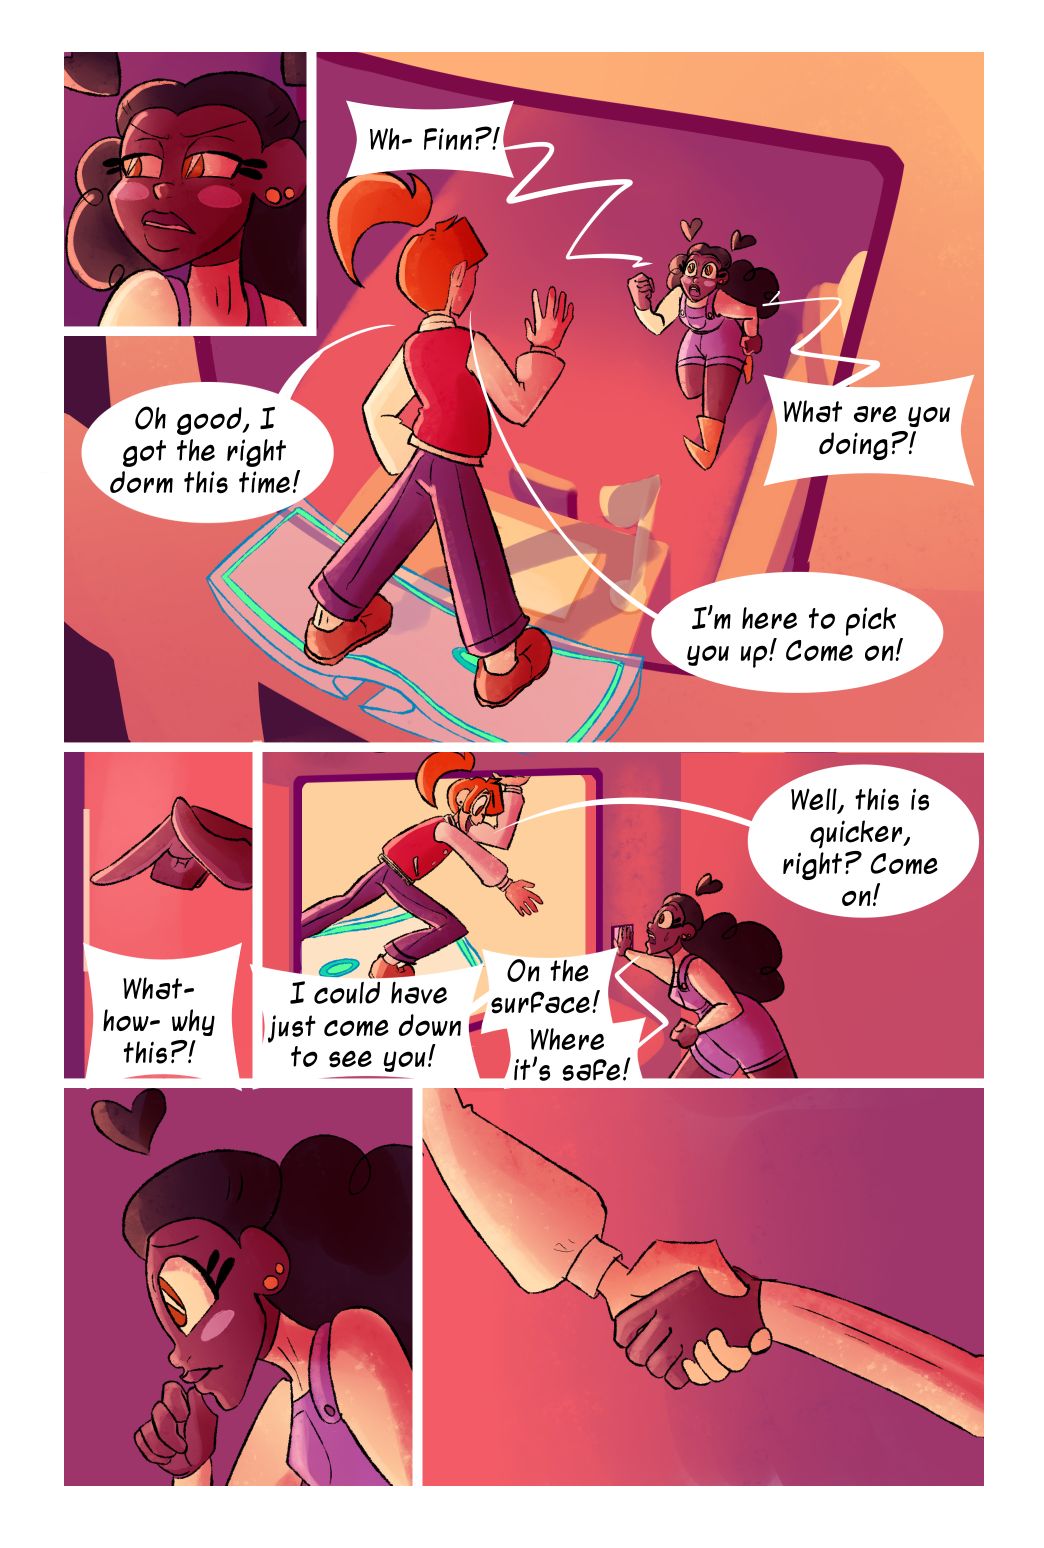 Wh- Finn?!
Oh good, I
got the right
dorm this time!
What are you
doing?!
I'm here to pick
you up! Come on!
What-
how- why
this?!
I could have
just come down
to see you!
On the
surface!
Where
it's safe!
Well, this is
quicker,
right? Come
on!